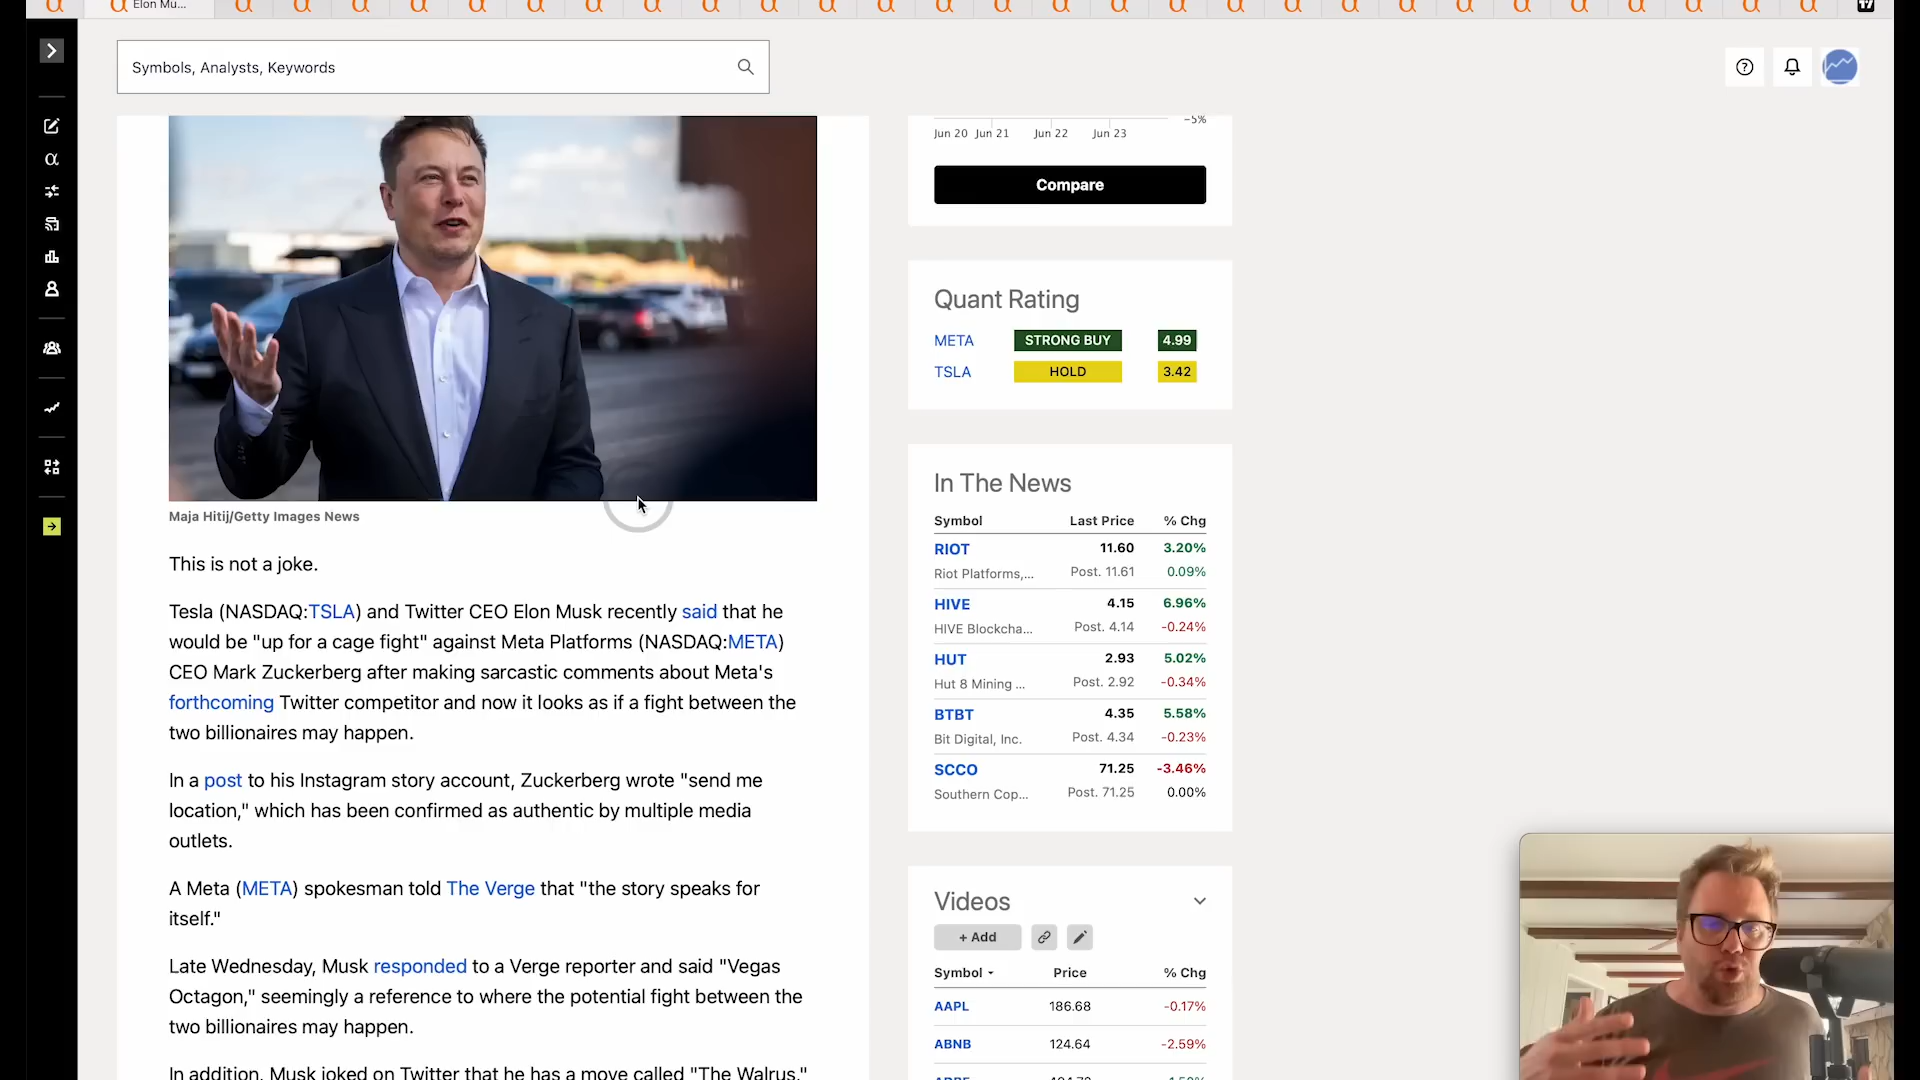 Elon Mu...
Symbols, Analysts, Keywords
Maja Hitij/Getty Images News
This is not a joke.
Tesla (NASDAQ:TSLA) and Twitter CEO Elon Musk recently said that he
would be "up for a cage fight" against Meta Platforms (NASDAQ:META)
CEO Mark Zuckerberg after making sarcastic comments about Meta's
forthcoming Twitter competitor and now it looks as if a fight between the
two billionaires may happen.
In a post to his Instagram story account, Zuckerberg wrote "send me
location," which has been confirmed as authentic by multiple media
outlets.
A Meta (META) spokesman told The Verge that "the story speaks for
itself."
Late Wednesday, Musk responded to a Verge reporter and said "Vegas
Octagon," seemingly a reference to where the potential fight between the
two billionaires may happen.
In addition, Musk joked on Twitter that he has a move called "The Walrus,"
-5%
Jun 20 Jun 21 Jun 22 Jun 23
Compare
Quant Rating
META STRONG BUY 4.99
TSLA HOLD 3.42
In The News
Symbol Last Price % Chg
RIOT 11.60 3.20%
Riot Platforms,... Post. 11.61 0.09%
HIVE 4.15 6.96%
HIVE Blockcha... Post. 4.14 -0.24%
HUT 2.93 5.02%
Hut 8 Mining ... Post. 2.92 -0.34%
BTBT 4.35 5.58%
Bit Digital, Inc. Post. 4.34 -0.23%
SCCO 71.25 -3.46%
Southern Cop... Post. 71.25 0.00%
Videos
+ Add
Symbol Price % Chg
AAPL 186.68 -0.17%
ABNB 124.64 -2.59%